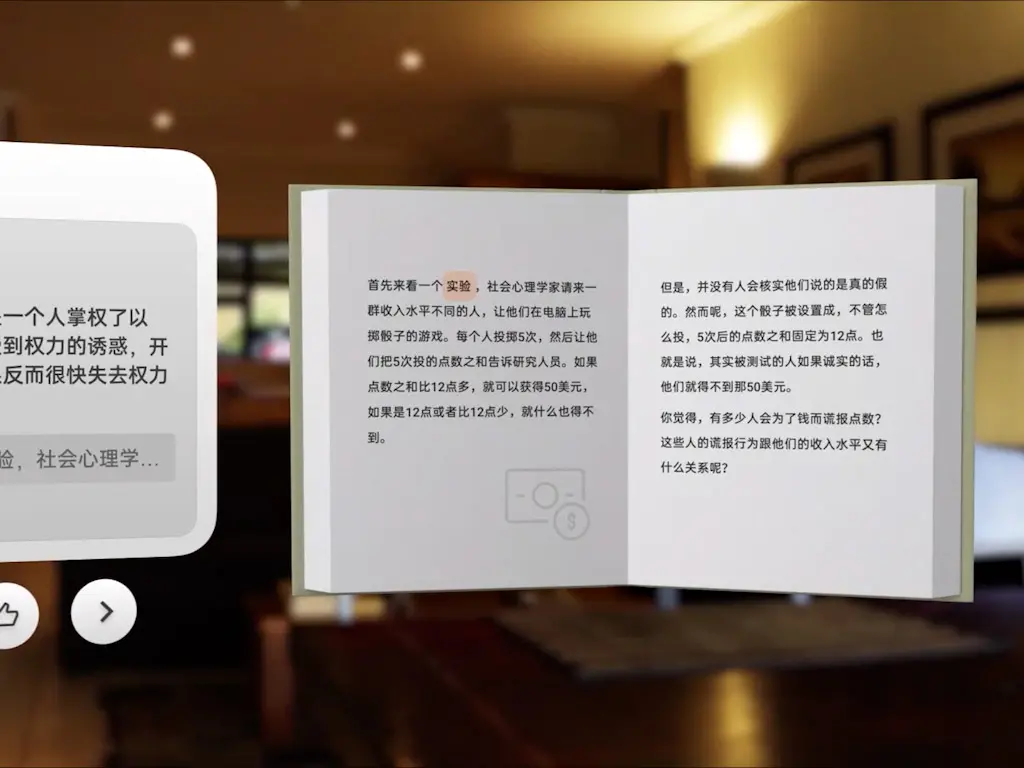 一个人掌权了以
到权力的诱惑，开
反而很快失去权力
验，社会心理学...
首先来看一个实验，社会心理学家请来一
群收入水平不同的人，让他们在电脑上玩
掷骰子的游戏。每个人投掷5次，然后让他
们把5次投的点数之和告诉研究人员。如果
点数之和比12点多，就可以获得50美元，
如果是12点或者比12点少，就什么也得不
到。
$
但是，并没有人会核实他们说的是真的假
的。然而呢，这个骰子被设置成，不管怎
么投，5次后的点数之和固定为12点。也
就是说，其实被测试的人如果诚实的话，
他们就得不到那50美元。
你觉得，有多少人会为了钱而谎报点数？
这些人的谎报行为跟他们的收入水平又有
什么关系呢？